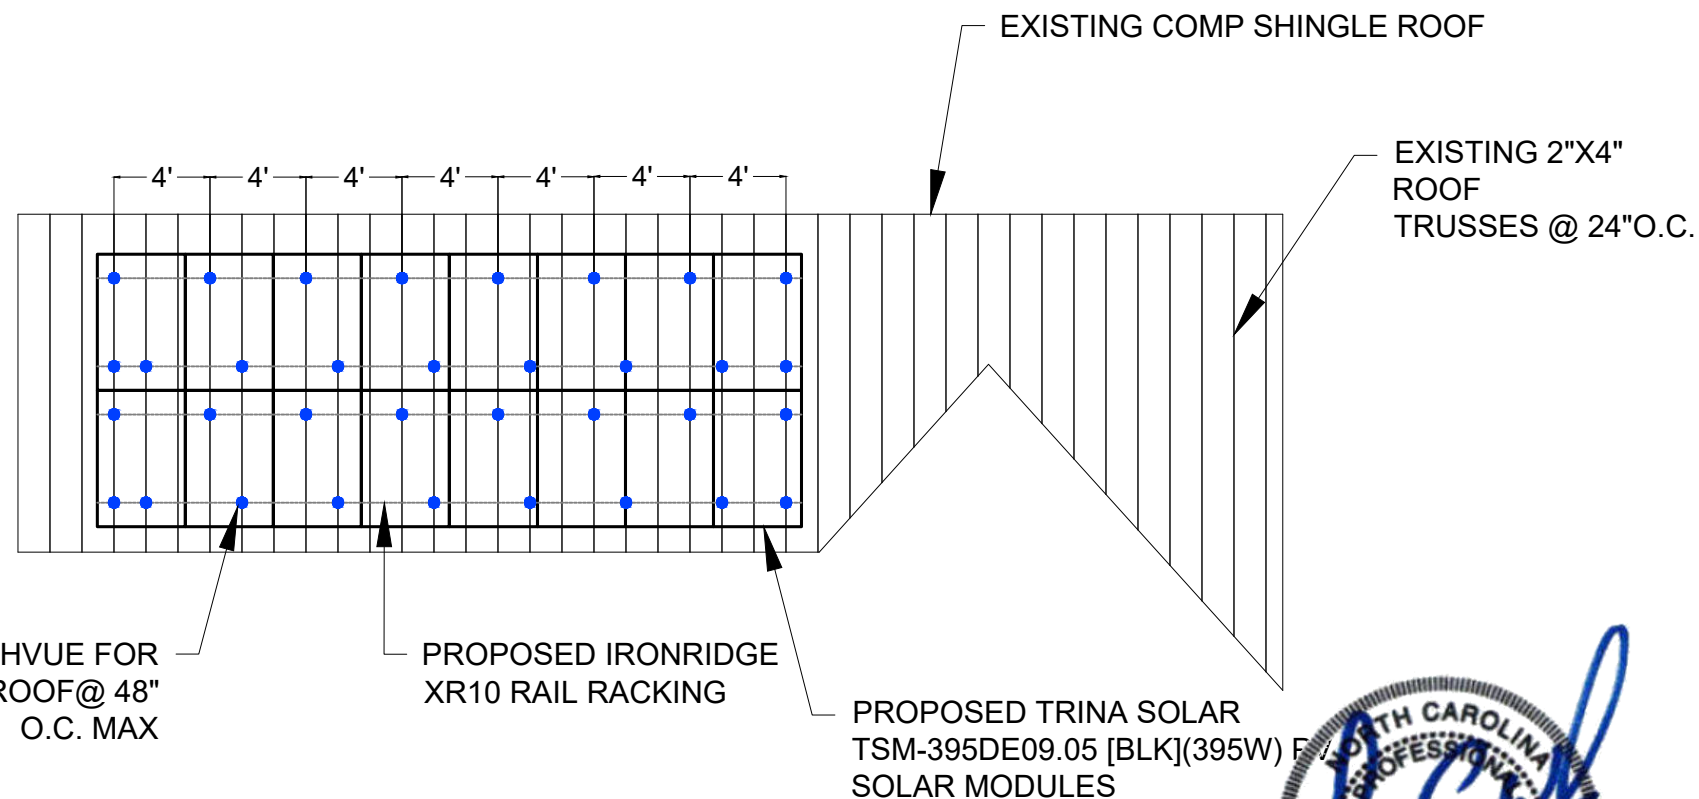 EXISTING COMP SHINGLE ROOF
EXISTING 2"X4"
ROOF
TRUSSES @ 24"O.C.
4' 4' 4' 4' 4' 4' 4'
HVUE FOR
ROOF@ 48"
O.C. MAX
PROPOSED IRONRIDGE
XR10 RAIL RACKING
PROPOSED TRINA SOLAR
TSM-395DE09.05 [BLK](395W)
SOLAR MODULES
NORTH CAROLINA
PROFESSIONAL